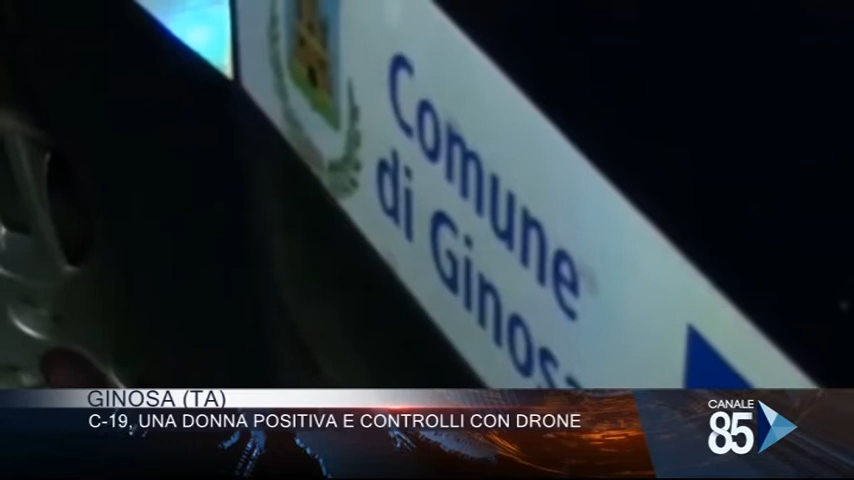 Comune
di Ginosa
GINOSA (TA)
C-19, UNA DONNA POSITIVA E CONTROLLI CON DRONE
CANALE
85